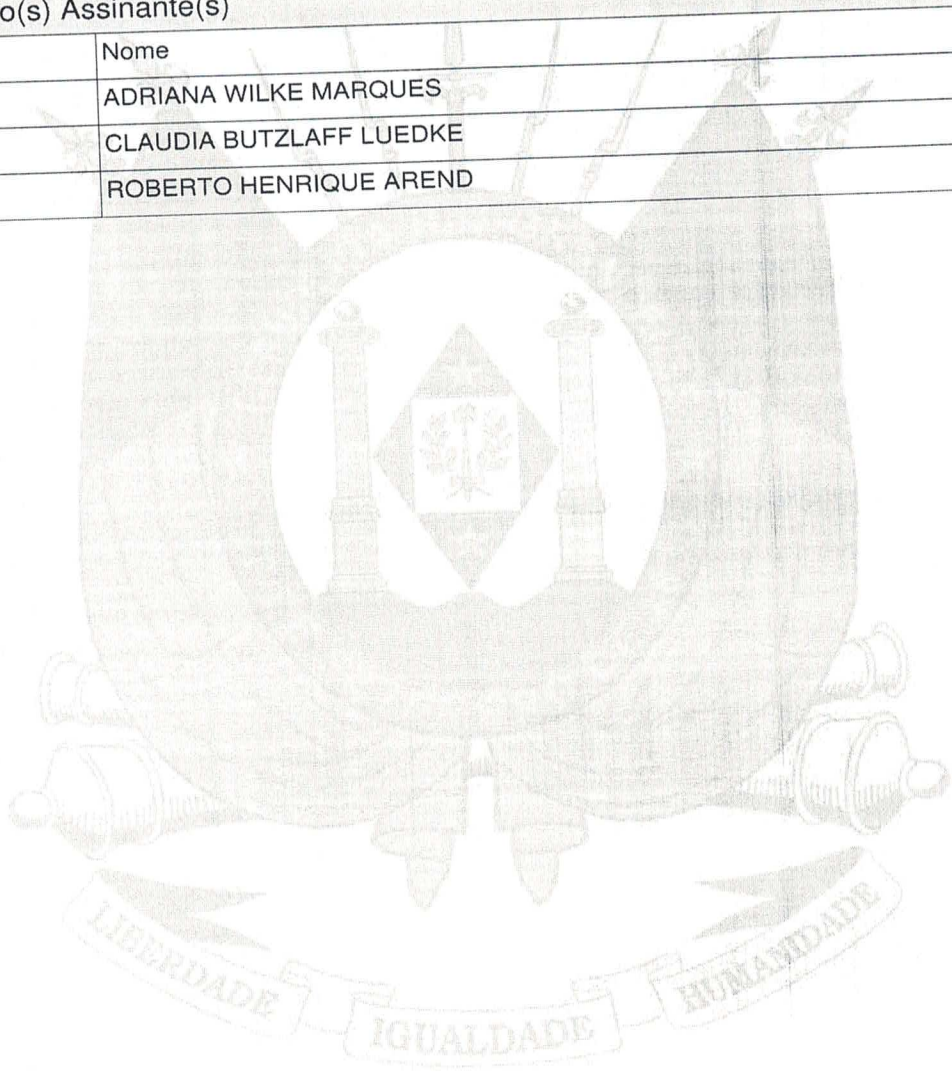 o(s) Assinante(s)
Nome
ADRIANA WILKE MARQUES
CLAUDIA BUTZLAFF LUEDKE
ROBERTO HENRIQUE AREND
LIBERDADE
IGUALDADE
HUMANIDADE